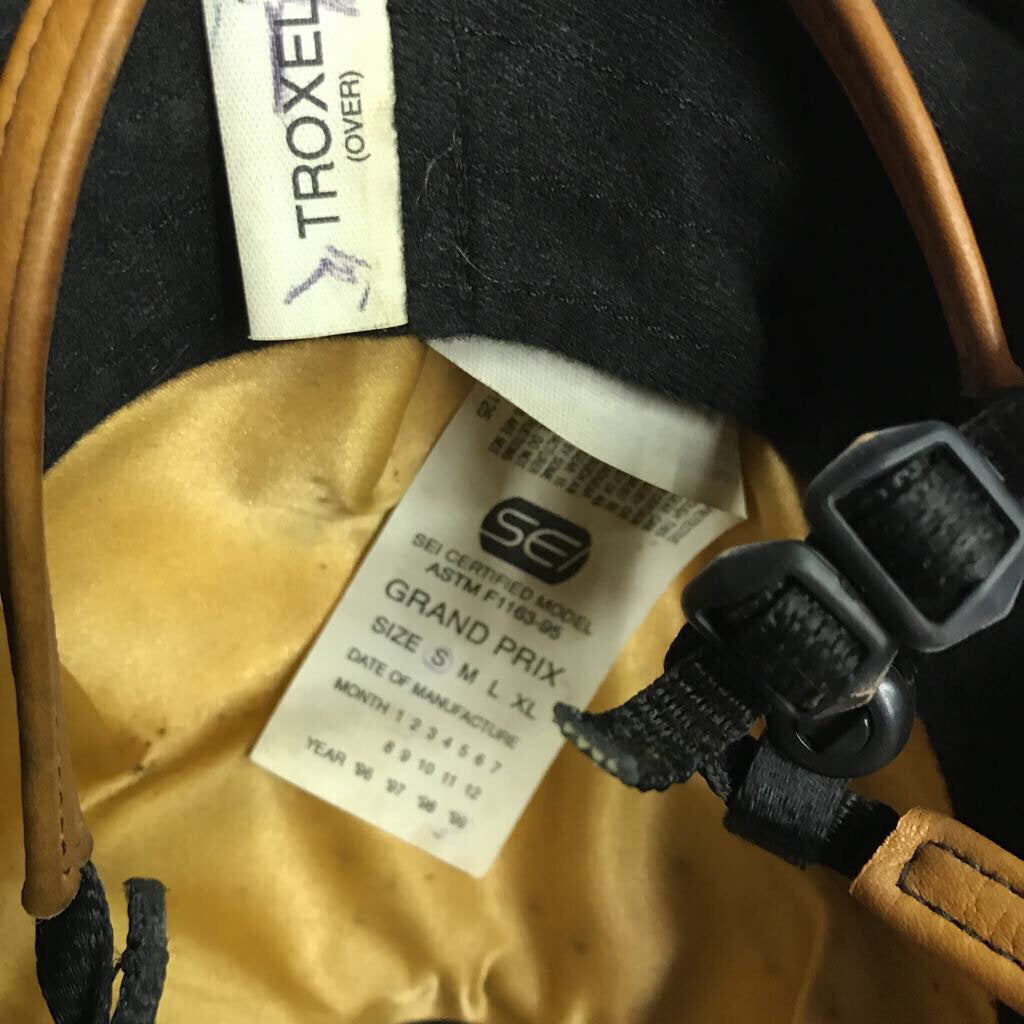 TROXEL
(OVER)
SEI
SEI CERTIFIED MODEL
ASTM F1163-95
GRAND PRIX
SIZE S M L XL
DATE OF MANUFACTURE
MONTH 1 2 3 4 5 6 7
8 9 10 11 12
YEAR '96 '97 '98 '99